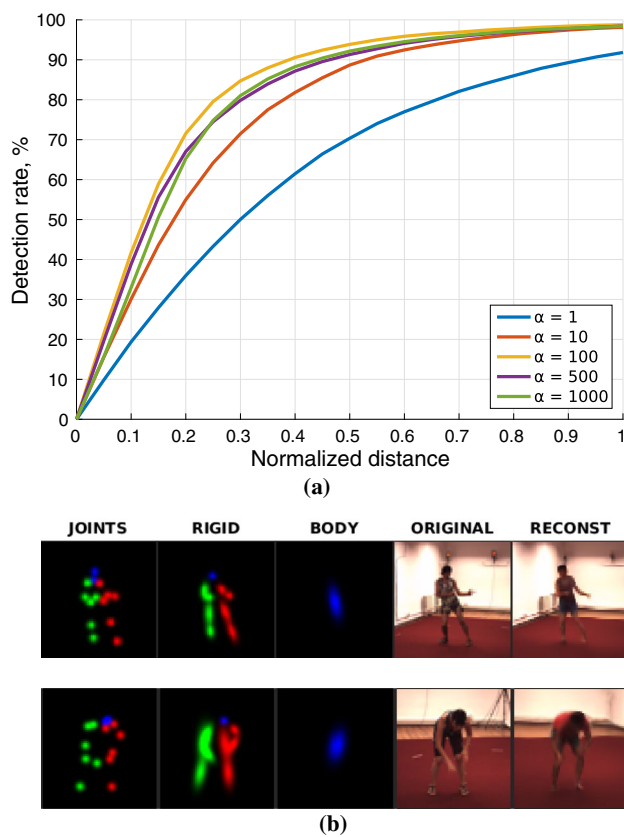 100
90
80
70
60
50
40
30
20
10
0
Detection rate, %
α = 1
α = 10
α = 100
α = 500
α = 1000
0 0.1 0.2 0.3 0.4 0.5 0.6 0.7 0.8 0.9 1
Normalized distance
(a)
JOINTS RIGID BODY ORIGINAL RECONST
(b)